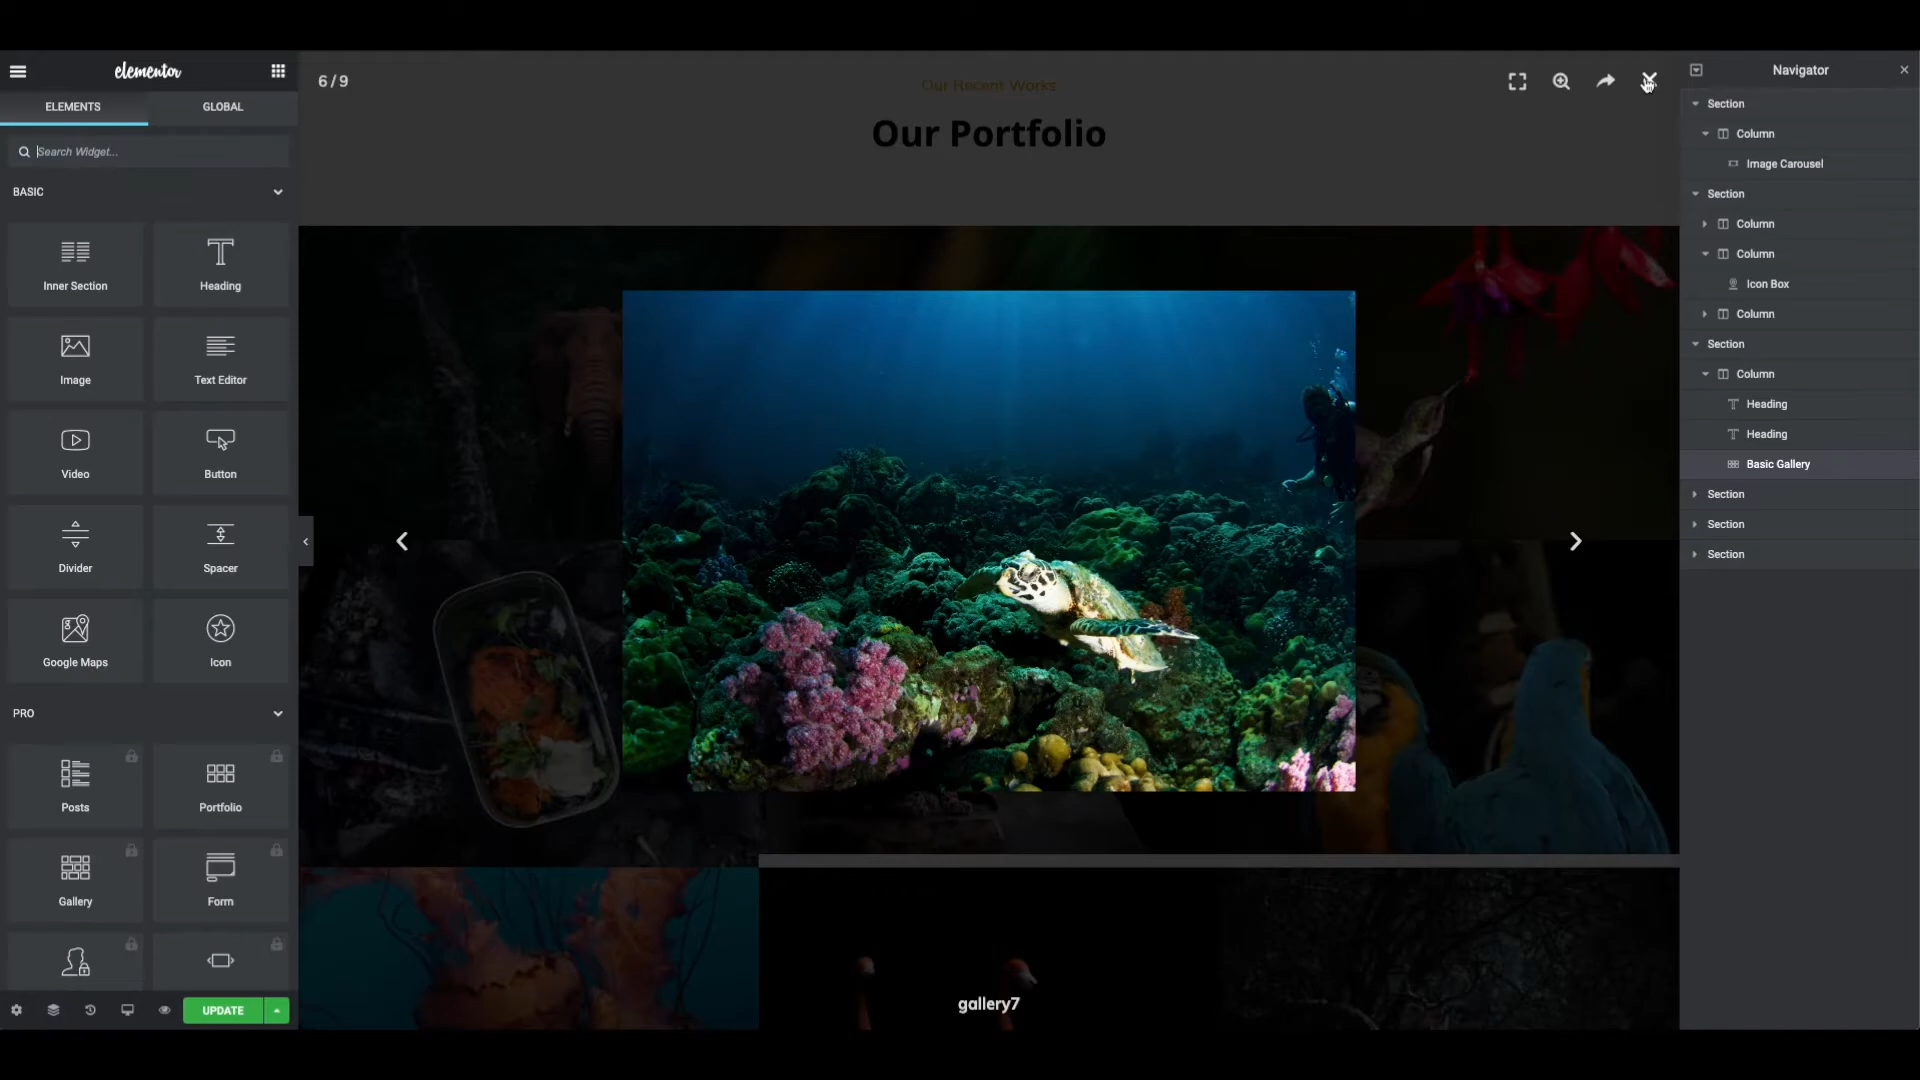 elementor
ELEMENTS
GLOBAL
Search Widget...
BASIC
Inner Section
Heading
Image
Text Editor
Video
Button
Divider
Spacer
Google Maps
Icon
PRO
Posts
Portfolio
Gallery
Form
UPDATE
6 / 9
Our Recent Works
Our Portfolio
gallery7
Navigator
Section
Column
Image Carousel
Section
Column
Column
Icon Box
Column
Section
Column
Heading
Heading
Basic Gallery
Section
Section
Section